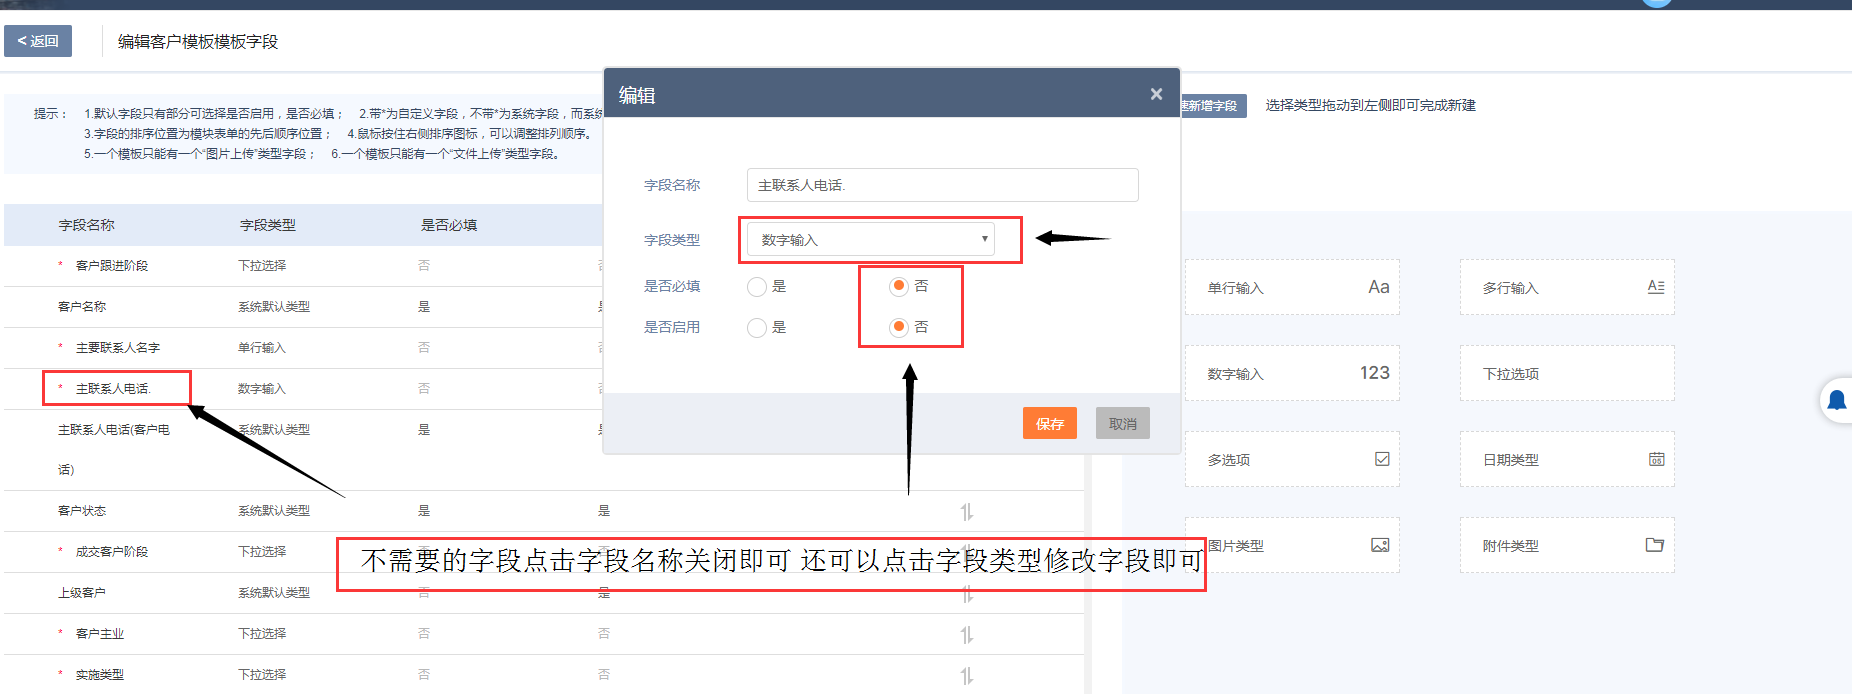 < 返回
编辑客户模板模板字段
提示： 1.默认字段只有部分可选择是否启用，是否必填； 2.带*为自定义字段，不带*为系统字段，而系统
3.字段的排序位置为模块表单的先后顺序位置； 4.鼠标按住右侧排序图标，可以调整排列顺序。
5.一个模板只能有一个“图片上传”类型字段； 6.一个模板只能有一个“文件上传”类型字段。
新增字段 选择类型拖动到左侧即可完成新建
字段名称 字段类型 是否必填
* 客户跟进阶段 下拉选择 否
客户名称 系统默认类型 是
* 主要联系人名字 单行输入 否
* 主联系人电话. 数字输入 否
主联系人电话(客户电 系统默认类型 是
话)
客户状态 系统默认类型 是 是
* 成交客户阶段 下拉选择
上级客户 系统默认类型 否 是
* 客户主业 下拉选择 否 否
* 实施类型 下拉选择 否 否
编辑 ×
字段名称 主联系人电话.
字段类型 数字输入
是否必填 是 否
是否启用 是 否
保存 取消
不需要的字段点击字段名称关闭即可 还可以点击字段类型修改字段即可
单行输入 Aa
多行输入 A
数字输入 123
下拉选项
多选项
日期类型 05
图片类型
附件类型